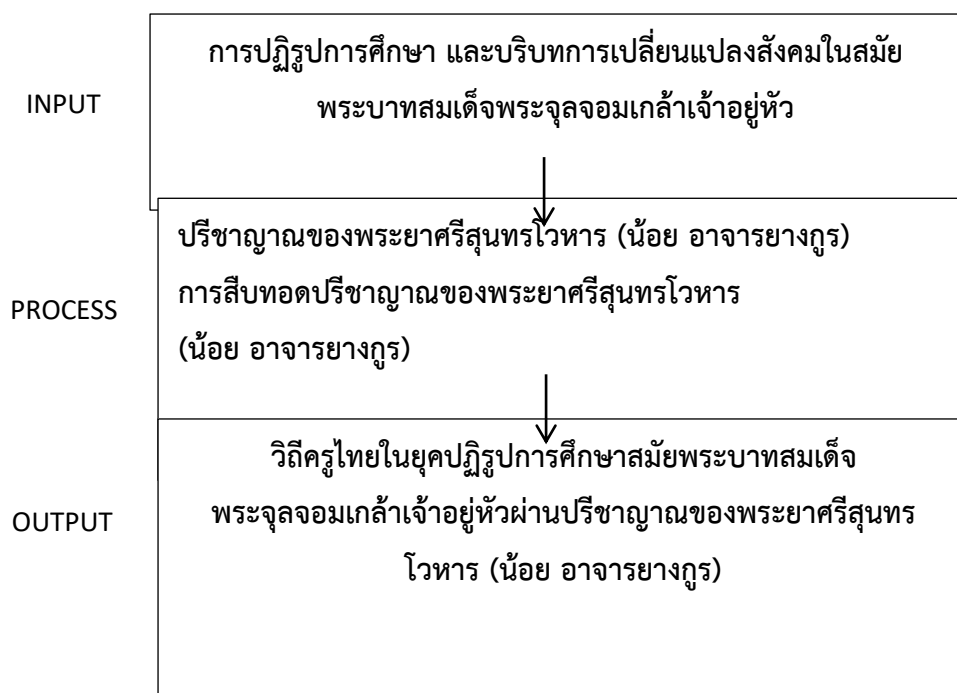 การปฏิรูปการศึกษา และบริบทการเปลี่ยนแปลงสังคมในสมัย
พระบาทสมเด็จพระจุลจอมเกล้าเจ้าอยู่หัว
INPUT
ปรีชาญาณของพระยาศรีสุนทรโวหาร (น้อย อาจารยางกูร)
การสืบทอดปรีชาญาณของพระยาศรีสุนทรโวหาร
(น้อย อาจารยางกูร)
PROCESS
วิถีครูไทยในยุคปฏิรูปการศึกษาสมัยพระบาทสมเด็จ
พระจุลจอมเกล้าเจ้าอยู่หัวผ่านปรีชาญาณของพระยาศรีสุนทร
โวหาร (น้อย อาจารยางกูร)
OUTPUT